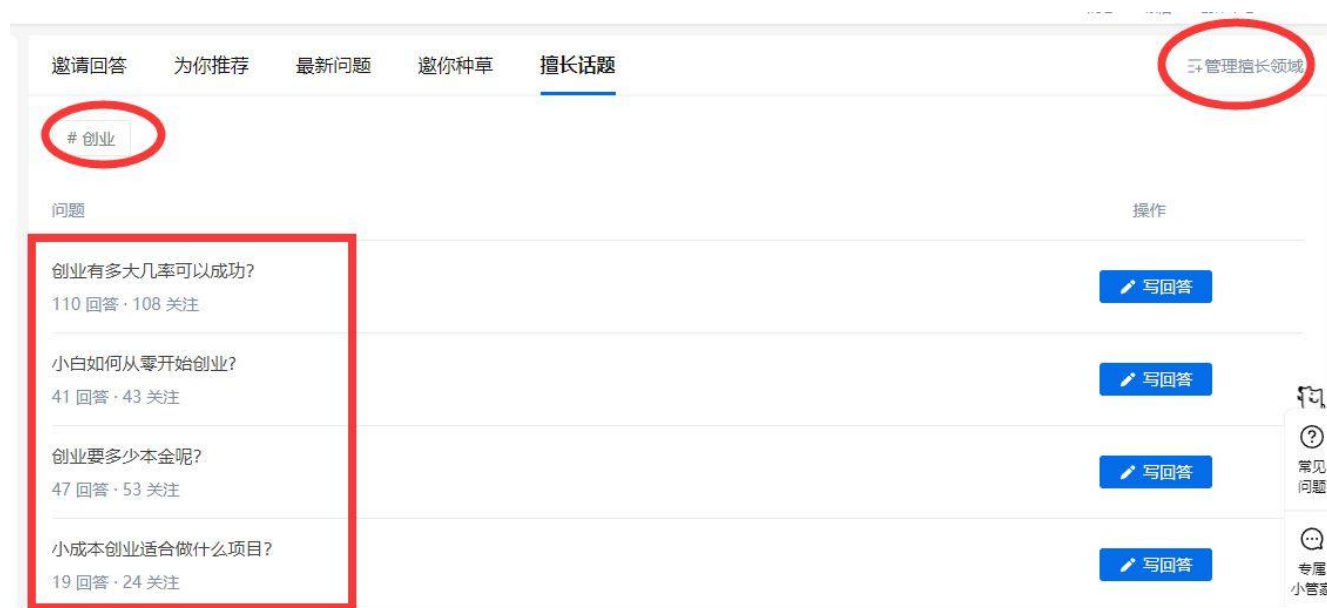 邀请回答 为你推荐 最新问题 邀你种草 擅长话题 管理擅长领域
# 创业
问题 操作
创业有多大几率可以成功? 写回答
110 回答 · 108 关注
小白如何从零开始创业? 写回答
41 回答 · 43 关注
创业要多少本金呢? 写回答
47 回答 · 53 关注
小成本创业适合做什么项目? 写回答
19 回答 · 24 关注
常见
问题
专属
小管家